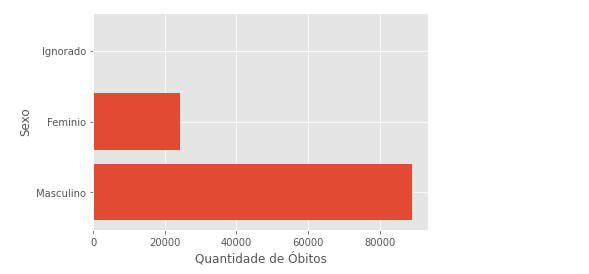 Ignorado
Feminio
Masculino
Sexo
0 20000 40000 60000 80000
Quantidade de Óbitos